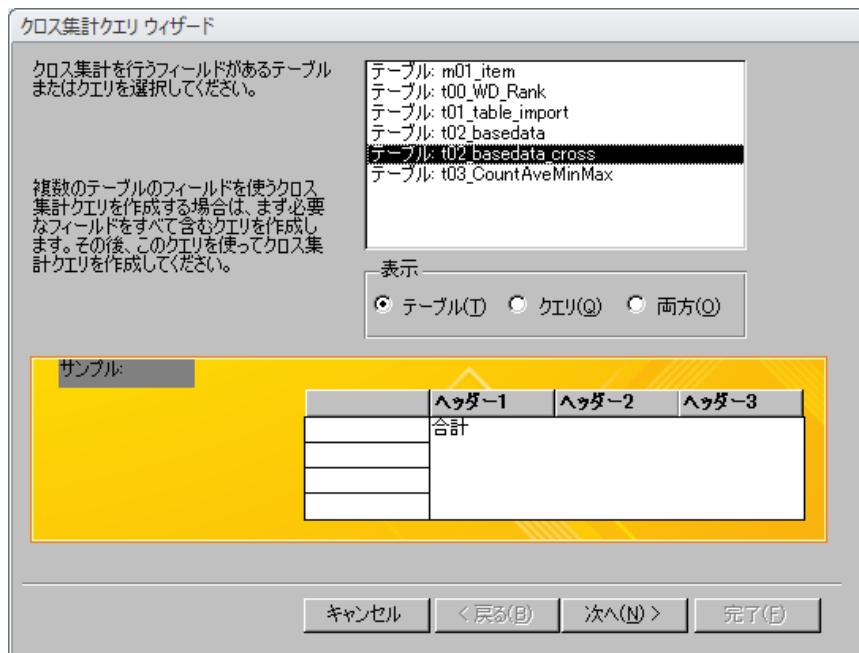 クロス集計クエリ ウィザード
クロス集計を行うフィールドがあるテーブル
またはクエリを選択してください。
複数のテーブルのフィールドを使うクロス
集計クエリを作成する場合は、まず必要
なフィールドをすべて含むクエリを作成し
ます。その後、このクエリを使ってクロス集
計クエリを作成してください。
テーブル: m01_item
テーブル: t00_WD_Rank
テーブル: t01_table_import
テーブル: t02_basedata
テーブル: t02_basedata_cross
テーブル: t03_CountAveMinMax
表示
テーブル(T) クエリ(Q) 両方(O)
サンプル:
ヘッダー1 ヘッダー2 ヘッダー3
合計
キャンセル < 戻る(B) 次へ(N) > 完了(F)